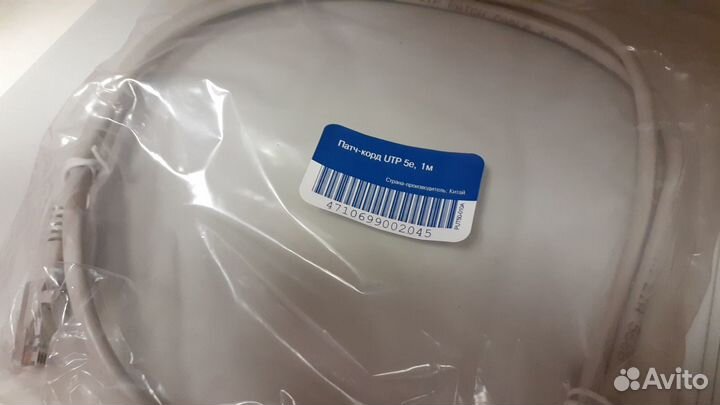 Патч-корд UTP 5e, 1м
Страна-производитель: Китай
4710699002045
Avito